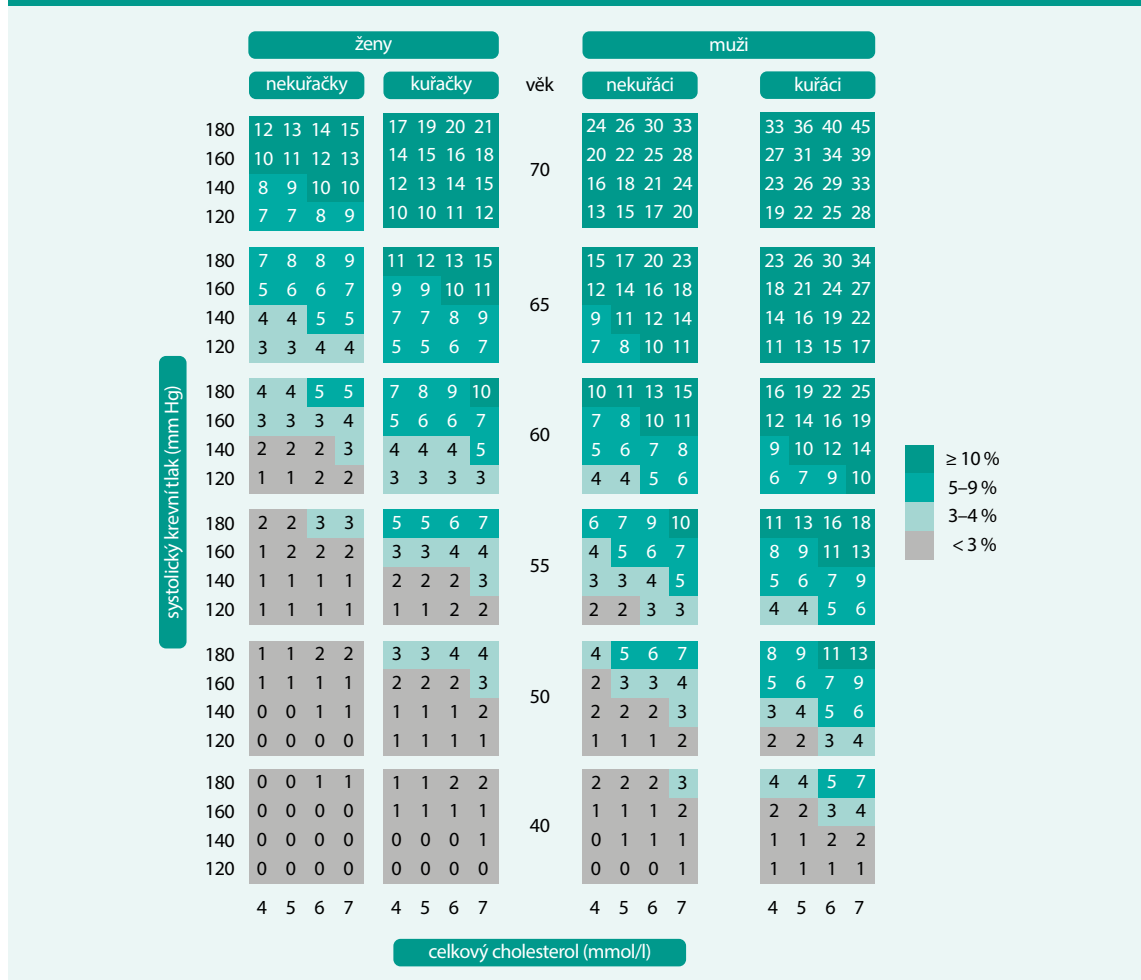 ženy muži
nekuřačky kuřačky věk nekuřáci kuřáci
180 12 13 14 15 17 19 20 21 24 26 30 33 33 36 40 45
160 10 11 12 13 14 15 16 18 20 22 25 28 27 31 34 39
70
140 8 9 10 10 12 13 14 15 16 18 21 24 23 26 29 33
120 7 7 8 9 10 10 11 12 13 15 17 20 19 22 25 28
180 7 8 8 9 11 12 13 15 15 17 20 23 23 26 30 34
160 5 6 6 7 9 9 10 11 12 14 16 18 18 21 24 27
65
140 4 4 5 5 7 7 8 9 9 11 12 14 14 16 19 22
120 3 3 4 4 5 5 6 7 7 8 10 11 11 13 15 17
180 4 4 5 5 7 8 9 10 10 11 13 15 16 19 22 25
160 3 3 3 4 5 6 6 7 7 8 10 11 12 14 16 19
60
140 2 2 2 3 4 4 4 5 5 6 7 8 9 10 12 14
120 1 1 2 2 3 3 3 3 4 4 5 6 6 7 9 10
180 2 2 3 3 5 5 6 7 6 7 9 10 11 13 16 18
160 1 2 2 2 3 3 4 4 4 5 6 7 8 9 11 13
55
140 1 1 1 1 2 2 2 3 3 3 4 5 5 6 7 9
120 1 1 1 1 1 1 2 2 2 2 3 3 4 4 5 6
180 1 1 2 2 3 3 4 4 4 5 6 7 8 9 11 13
160 1 1 1 1 2 2 2 3 2 3 3 4 5 6 7 9
50
140 0 0 1 1 1 1 1 2 2 2 2 3 3 4 5 6
120 0 0 0 0 1 1 1 1 1 1 1 2 2 2 3 4
180 0 0 1 1 1 1 2 2 2 2 2 3 4 4 5 7
160 0 0 0 0 1 1 1 1 1 1 1 2 2 2 3 4
40
140 0 0 0 0 0 0 0 1 0 1 1 1 1 1 2 2
120 0 0 0 0 0 0 0 0 0 0 0 1 1 1 1 1
4 5 6 7 4 5 6 7 4 5 6 7 4 5 6 7
celkový cholesterol (mmol/l)
systolický krevní tlak (mm Hg)
≥ 10 %
5–9 %
3–4 %
< 3 %